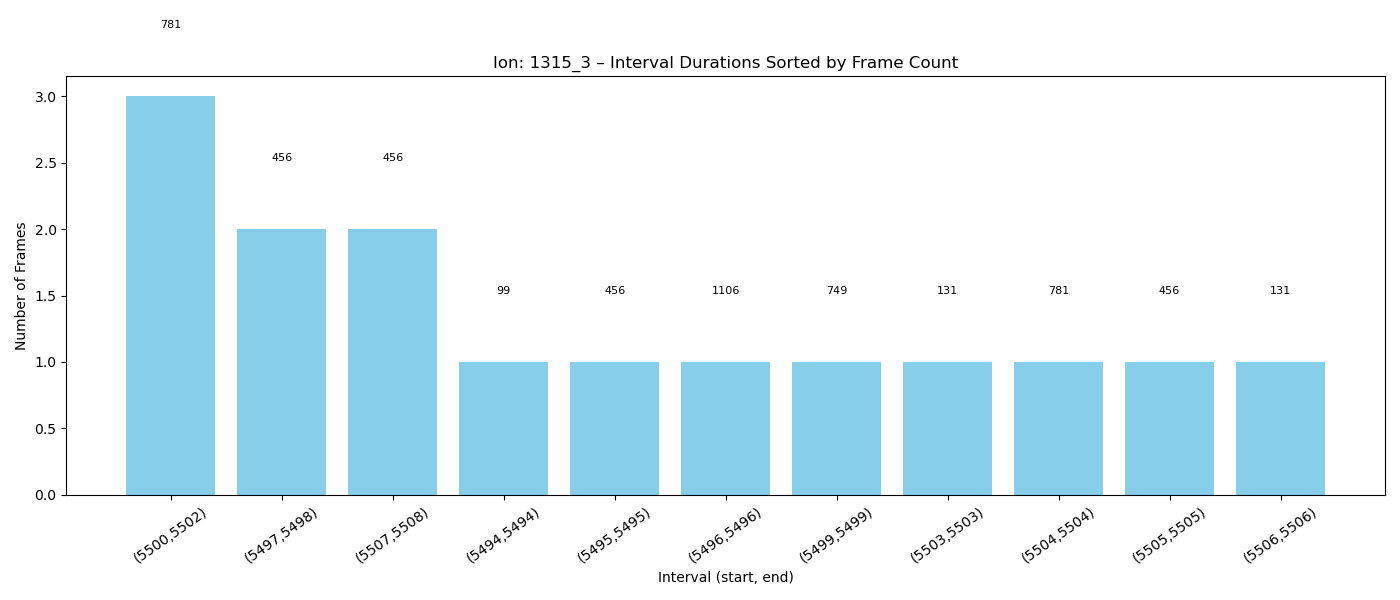 781
Ion: 1315_3 – Interval Durations Sorted by Frame Count
3.0
2.5
2.0
1.5
1.0
0.5
0.0
Number of Frames
456 456
99 456 1106 749 131 781 456 131
(5500,5502) (5497,5498) (5507,5508) (5494,5494) (5495,5495) (5496,5496) (5499,5499) (5503,5503) (5504,5504) (5505,5505) (5506,5506)
Interval (start, end)